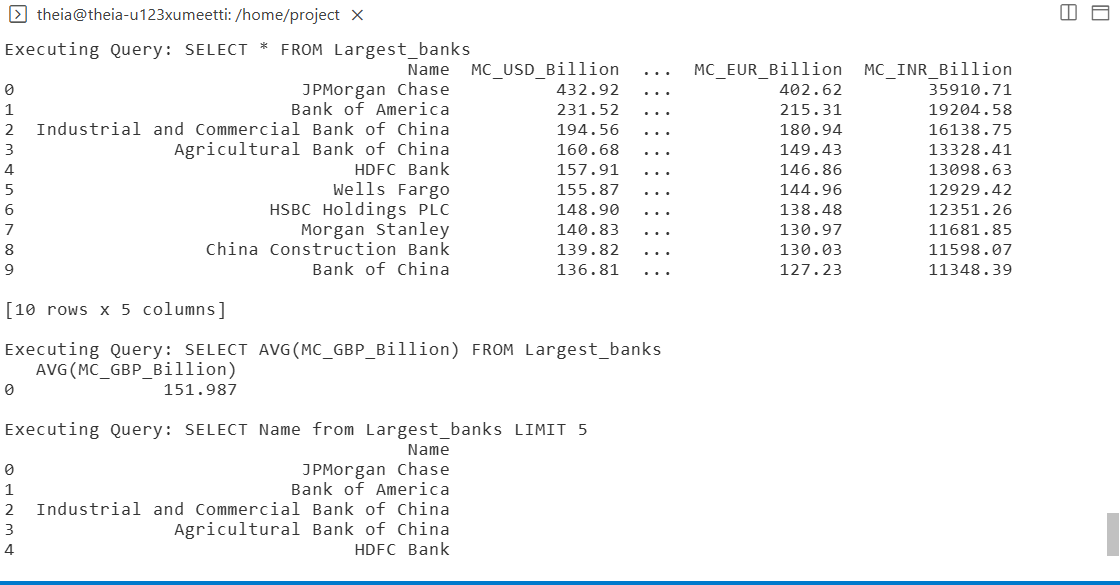 theia@theia-u123xumeetti: /home/project
Executing Query: SELECT * FROM Largest_banks
Name MC_USD_Billion ... MC_EUR_Billion MC_INR_Billion
0 JPMorgan Chase 432.92 ... 402.62 35910.71
1 Bank of America 231.52 ... 215.31 19204.58
2 Industrial and Commercial Bank of China 194.56 ... 180.94 16138.75
3 Agricultural Bank of China 160.68 ... 149.43 13328.41
4 HDFC Bank 157.91 ... 146.86 13098.63
5 Wells Fargo 155.87 ... 144.96 12929.42
6 HSBC Holdings PLC 148.90 ... 138.48 12351.26
7 Morgan Stanley 140.83 ... 130.97 11681.85
8 China Construction Bank 139.82 ... 130.03 11598.07
9 Bank of China 136.81 ... 127.23 11348.39
[10 rows x 5 columns]
Executing Query: SELECT AVG(MC_GBP_Billion) FROM Largest_banks
AVG(MC_GBP_Billion)
0 151.987
Executing Query: SELECT Name from Largest_banks LIMIT 5
Name
0 JPMorgan Chase
1 Bank of America
2 Industrial and Commercial Bank of China
3 Agricultural Bank of China
4 HDFC Bank